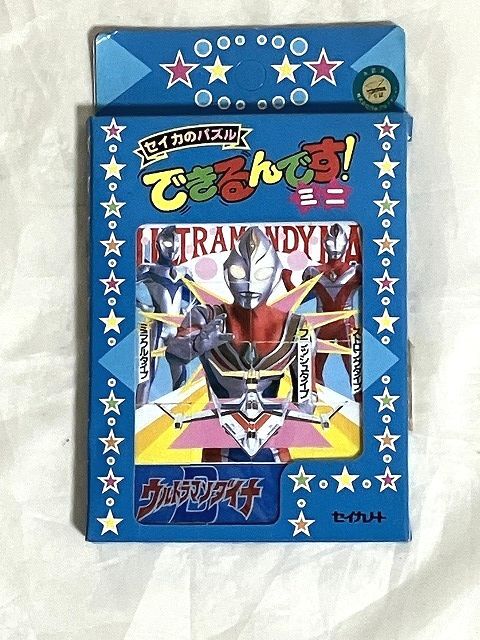 セイカのパズル
できるんです!
ミニ
ULTRAMAN DYNA
ミラクルタイプ
フラッシュタイプ
ストロングタイプ
ウルトラマンダイナ
セイカノート